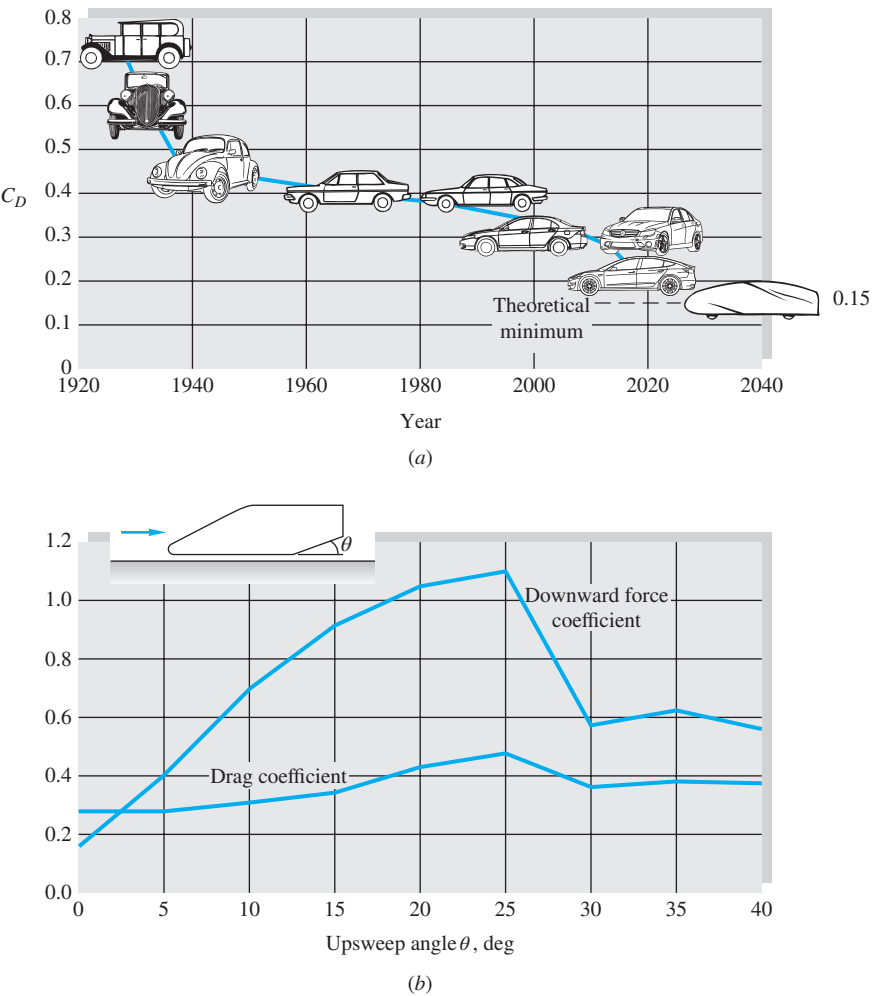 0.8
0.7
0.6
0.5
0.4
C_D
0.3
0.2
0.1
0
Theoretical
minimum
0.15
1920 1940 1960 1980 2000 2020 2040
Year
(a)
θ
1.2
1.0
0.8
0.6
0.4
0.2
0.0
Downward force
coefficient
Drag coefficient
0 5 10 15 20 25 30 35 40
Upsweep angle θ, deg
(b)